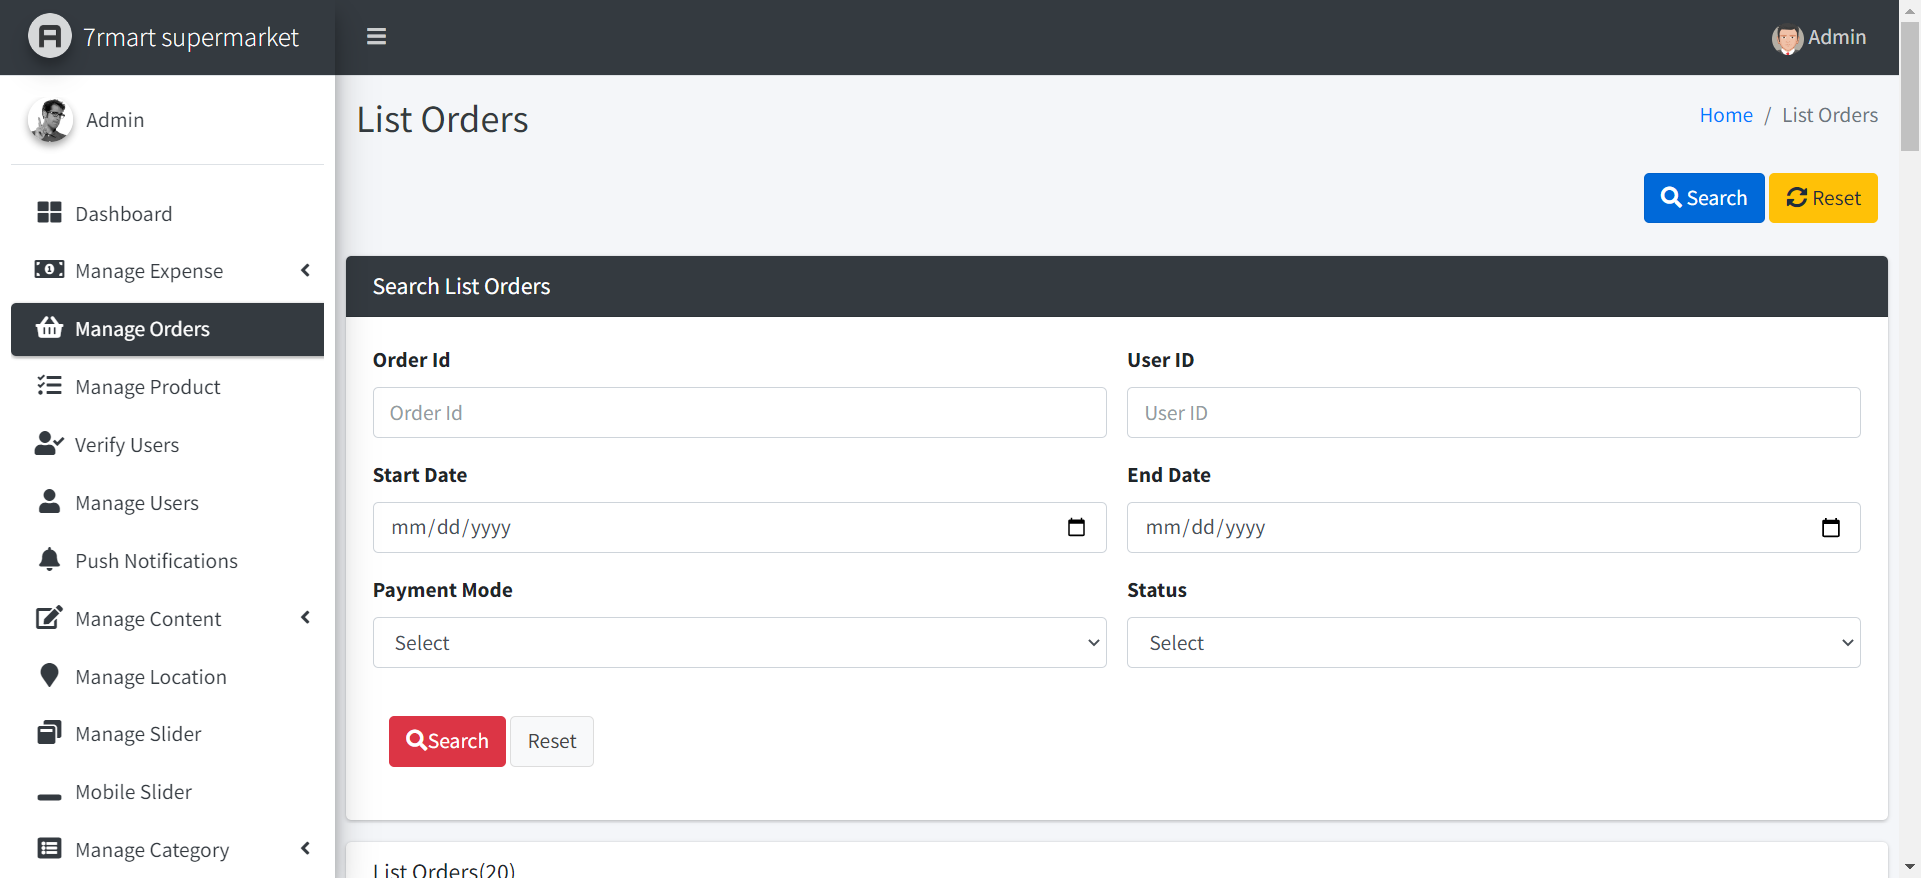 7rmart supermarket
Admin
Admin
List Orders
Home / List Orders
Dashboard
Manage Expense
Manage Orders
Manage Product
Verify Users
Manage Users
Push Notifications
Manage Content
Manage Location
Manage Slider
Mobile Slider
Manage Category
Search
Reset
Search List Orders
Order Id
User ID
Order Id
User ID
Start Date
End Date
mm/dd/yyyy
mm/dd/yyyy
Payment Mode
Status
Select
Select
Search
Reset
List Orders(20)